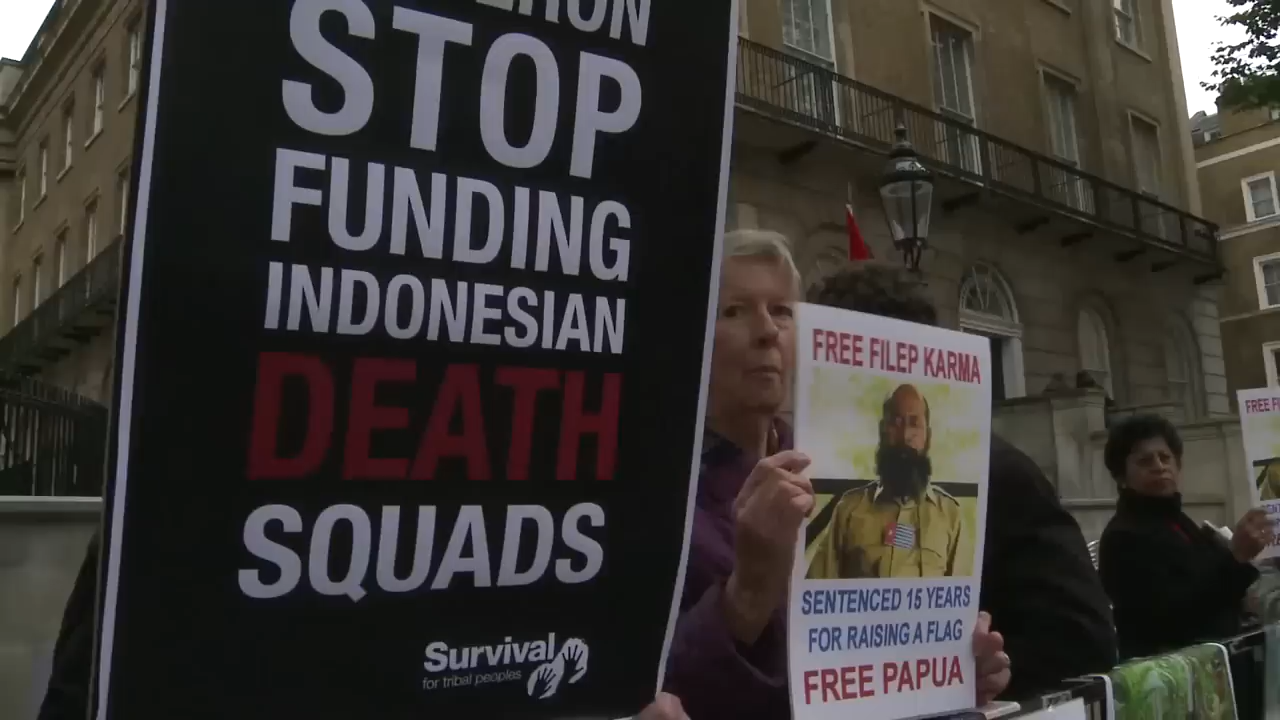 STOP
FUNDING
INDONESIAN
DEATH
SQUADS
Survival
for tribal peoples
FREE FILEP KARMA
SENTENCED 15 YEARS
FOR RAISING A FLAG
FREE PAPUA
FREE